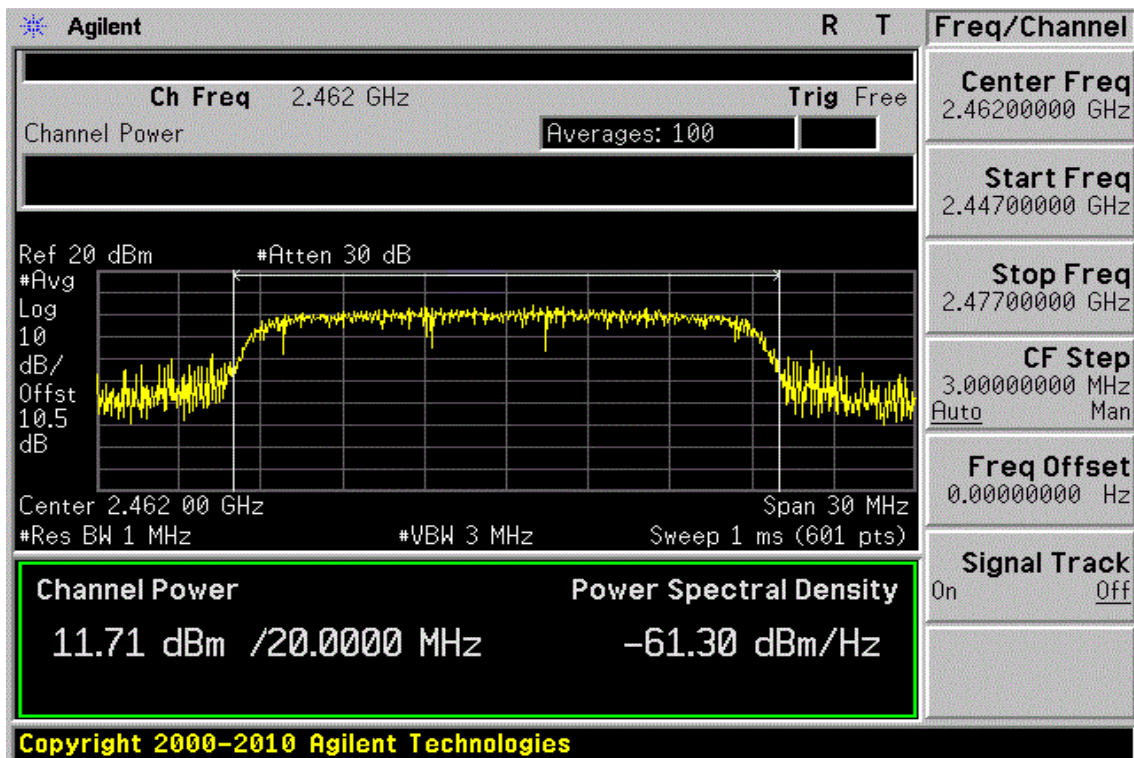 Agilent R T
Ch Freq 2.462 GHz Trig Free
Channel Power Averages: 100
Ref 20 dBm #Atten 30 dB
#Avg
Log
10
dB/
Offst
10.5
dB
Center 2.462 00 GHz Span 30 MHz
#Res BW 1 MHz #VBW 3 MHz Sweep 1 ms (601 pts)
Channel Power Power Spectral Density
11.71 dBm /20.0000 MHz -61.30 dBm/Hz
Freq/Channel
Center Freq
2.46200000 GHz
Start Freq
2.44700000 GHz
Stop Freq
2.47700000 GHz
CF Step
3.00000000 MHz
Auto Man
Freq Offset
0.00000000 Hz
Signal Track
On Off
Copyright 2000-2010 Agilent Technologies